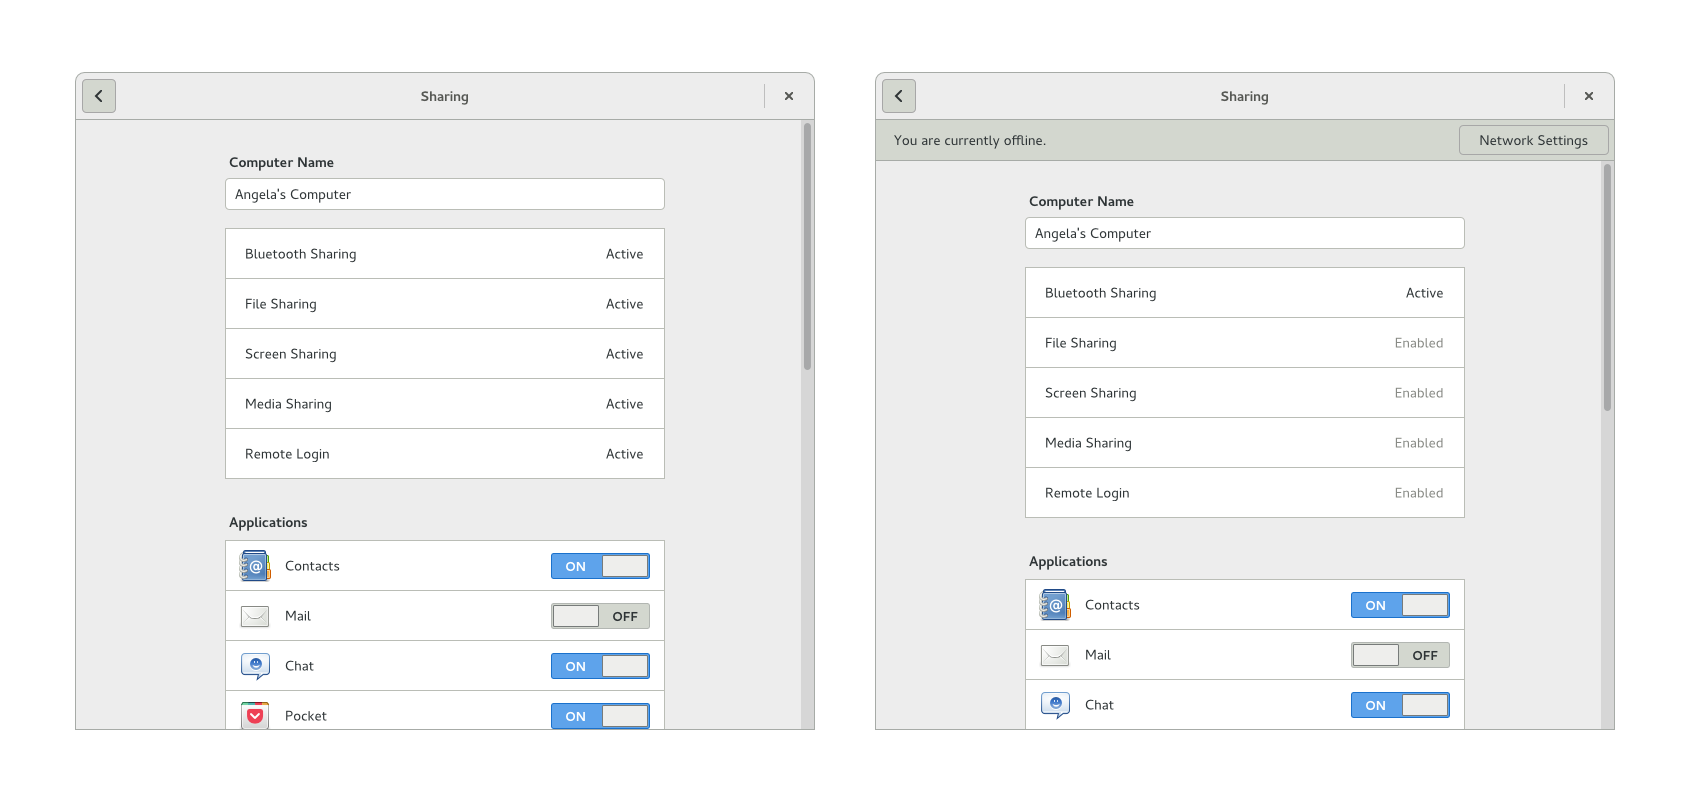 Sharing
Computer Name
Angela's Computer
Bluetooth Sharing Active
File Sharing Active
Screen Sharing Active
Media Sharing Active
Remote Login Active
Applications
@ Contacts ON
Mail OFF
Chat ON
Pocket ON
Sharing
You are currently offline. Network Settings
Computer Name
Angela's Computer
Bluetooth Sharing Active
File Sharing Enabled
Screen Sharing Enabled
Media Sharing Enabled
Remote Login Enabled
Applications
@ Contacts ON
Mail OFF
Chat ON